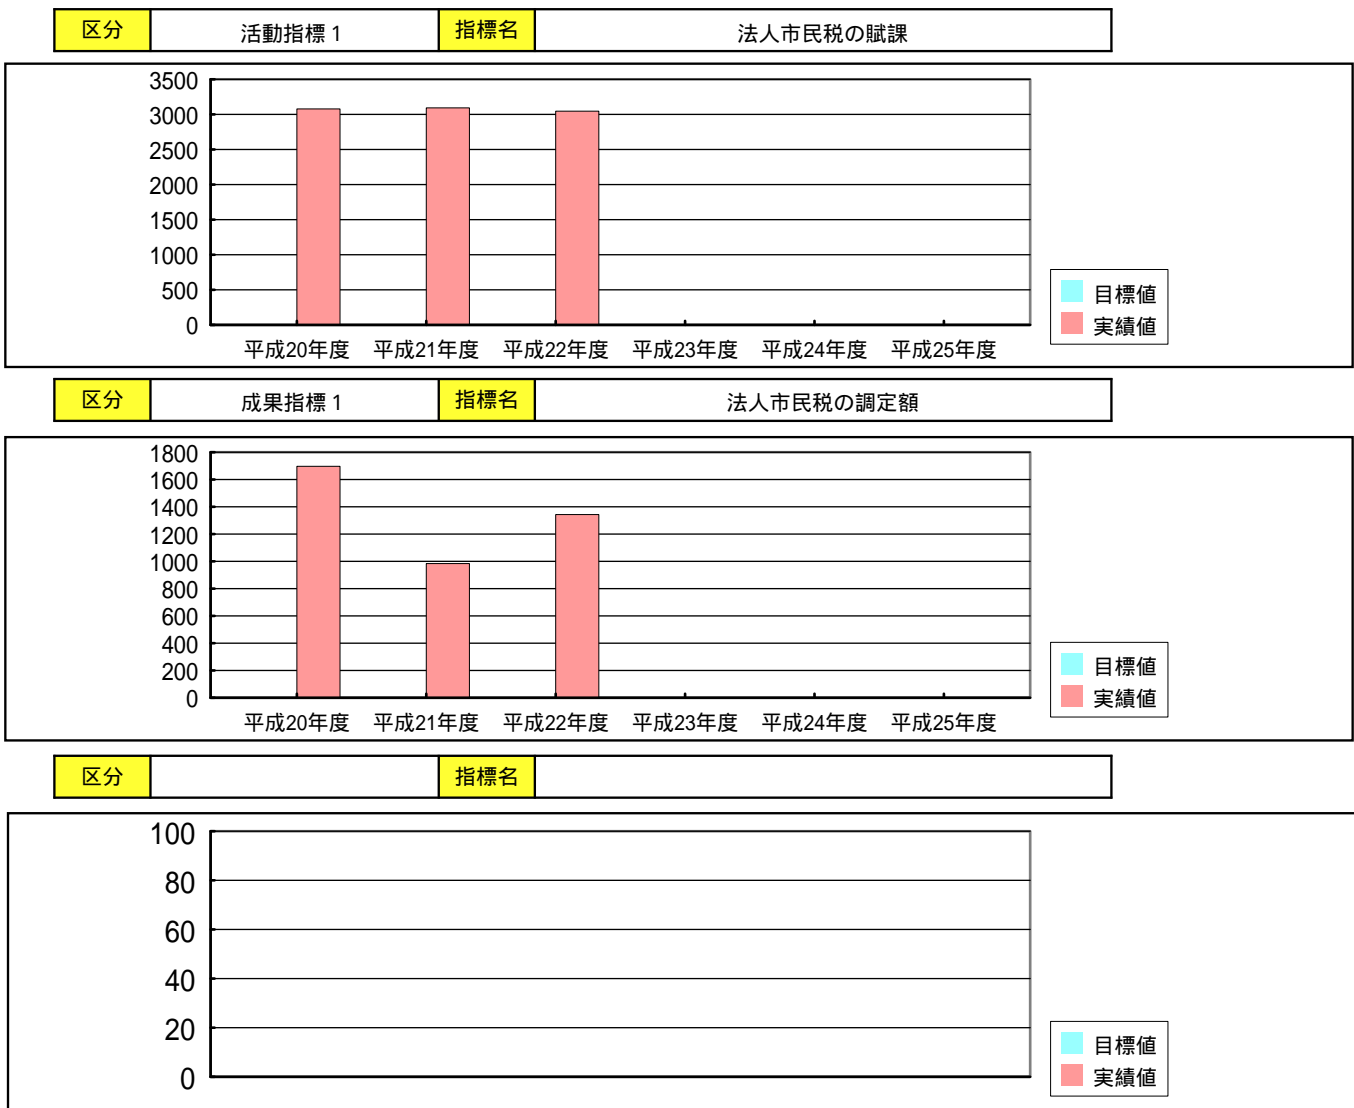 区分 活動指標1 指標名 法人市民税の賦課
3500
3000
2500
2000
1500
1000
500
0
平成20年度 平成21年度 平成22年度 平成23年度 平成24年度 平成25年度
目標値
実績値
区分 成果指標1 指標名 法人市民税の調定額
1800
1600
1400
1200
1000
800
600
400
200
0
平成20年度 平成21年度 平成22年度 平成23年度 平成24年度 平成25年度
目標値
実績値
区分 指標名
100
80
60
40
20
0
目標値
実績値